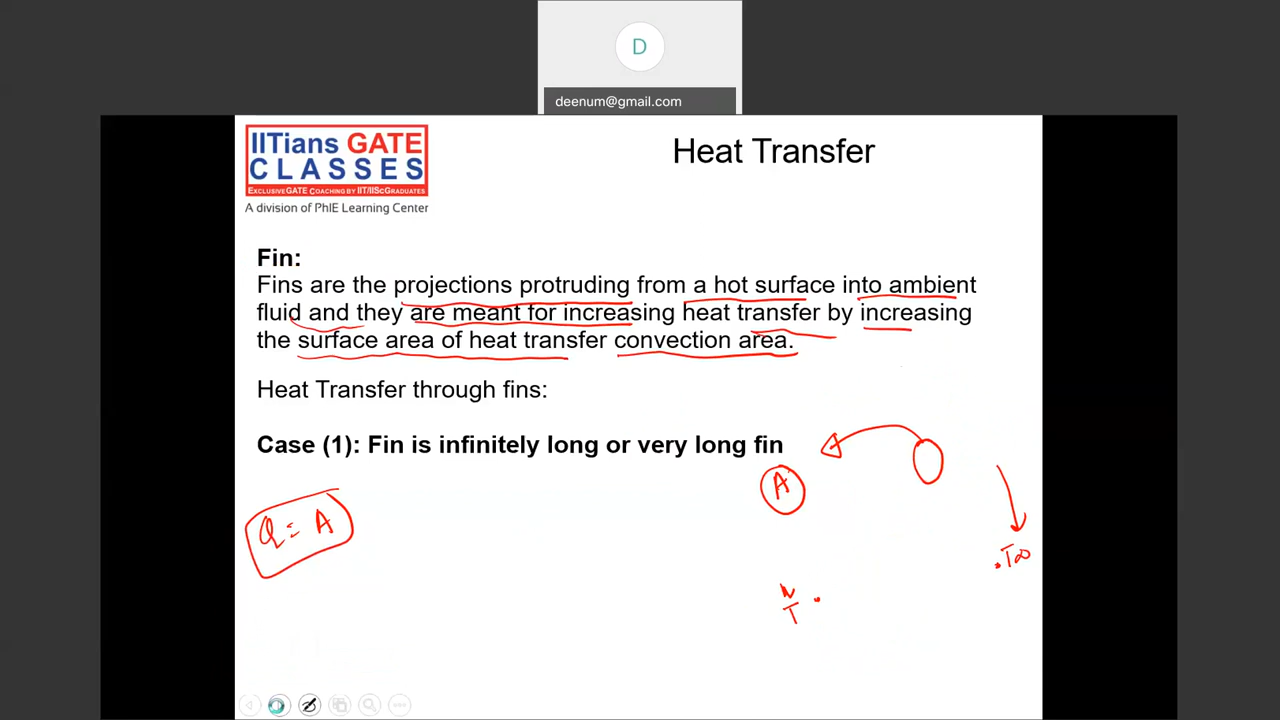 D
deenum@gmail.com
IITians GATE
CLASSES
EXCLUSIVE GATE COACHING BY IIT/IISc GRADUATES
A division of PhIE Learning Center
Heat Transfer
Fin:
Fins are the projections protruding from a hot surface into ambient
fluid and they are meant for increasing heat transfer by increasing
the surface area of heat transfer convection area.
Heat Transfer through fins:
Case (1): Fin is infinitely long or very long fin
A
Q = A
T∞
T